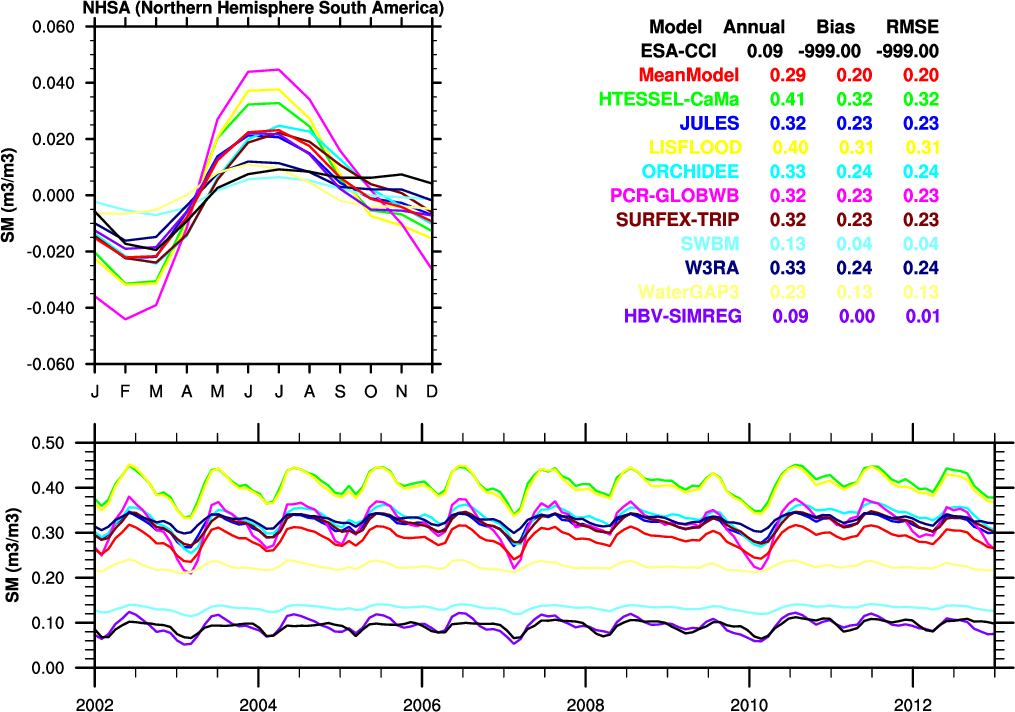 NHSA (Northern Hemisphere South America)
0.060
0.040
0.020
0.000
-0.020
-0.040
-0.060
SM (m3/m3)
J F M A M J J A S O N D
Model Annual Bias RMSE
ESA-CCI 0.09 -999.00 -999.00
MeanModel 0.29 0.20 0.20
HTESSEL-CaMa 0.41 0.32 0.32
JULES 0.32 0.23 0.23
LISFLOOD 0.40 0.31 0.31
ORCHIDEE 0.33 0.24 0.24
PCR-GLOBWB 0.32 0.23 0.23
SURFEX-TRIP 0.32 0.23 0.23
SWBM 0.13 0.04 0.04
W3RA 0.33 0.24 0.24
WaterGAP3 0.23 0.13 0.13
HBV-SIMREG 0.09 0.00 0.01
0.50
0.40
0.30
0.20
0.10
0.00
SM (m3/m3)
2002 2004 2006 2008 2010 2012